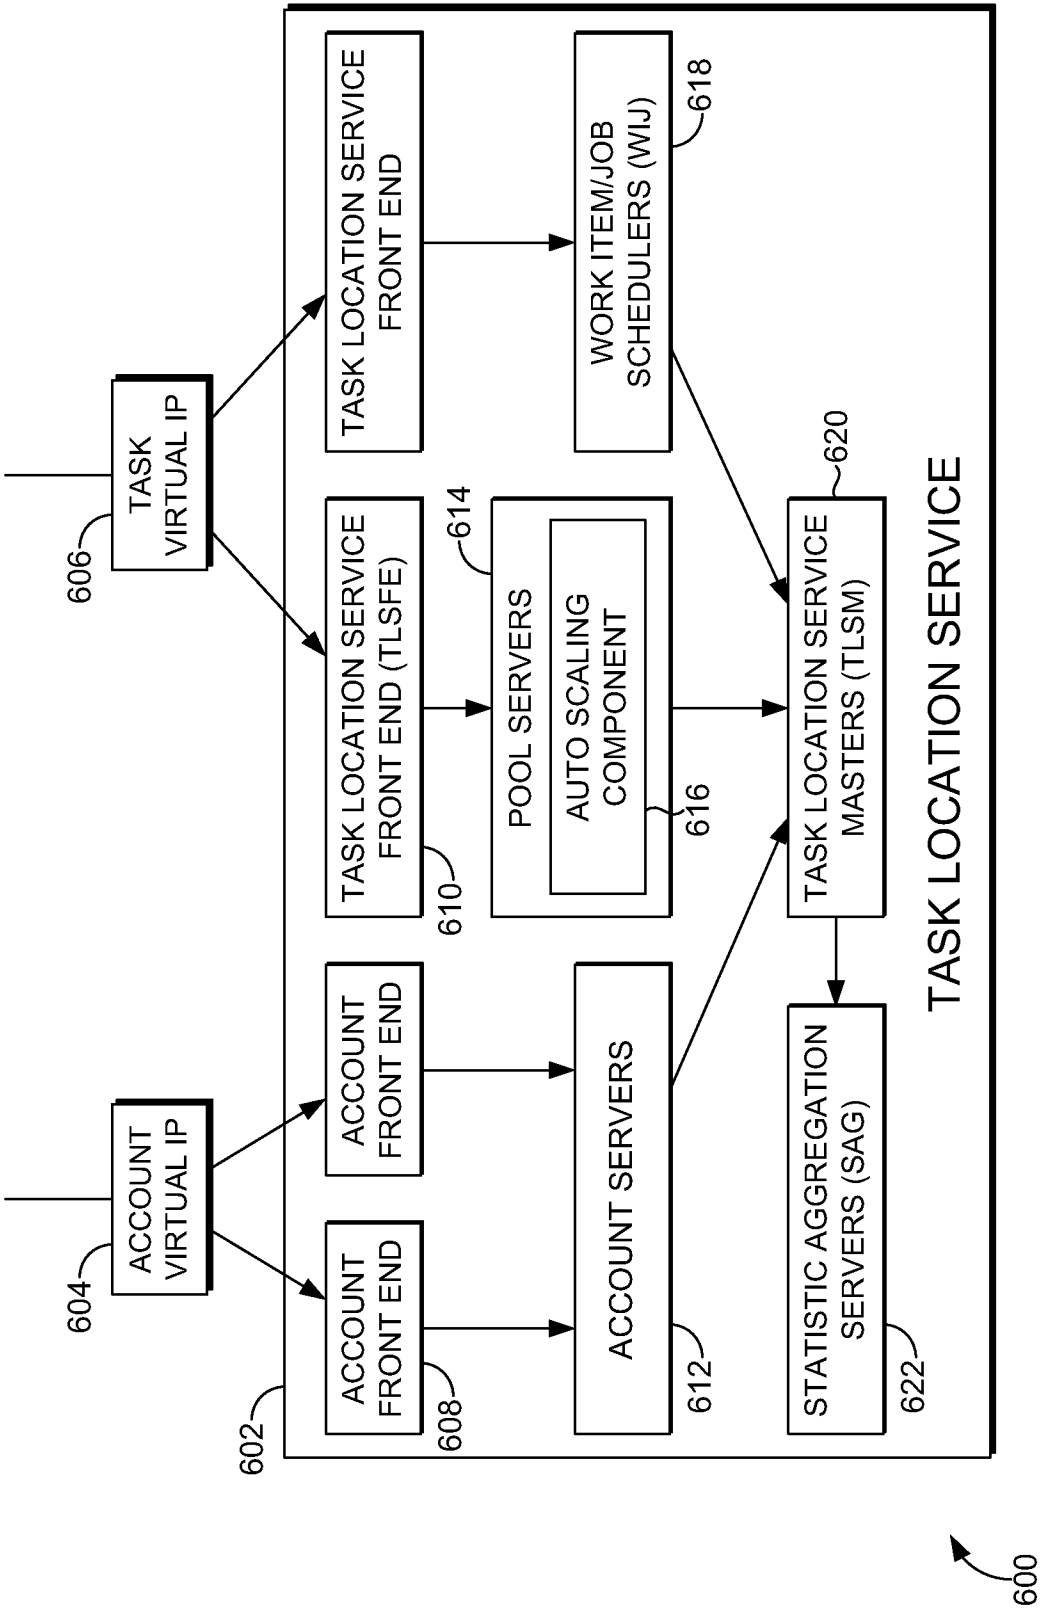 604
ACCOUNT
VIRTUAL IP
606
TASK
VIRTUAL IP
602
ACCOUNT
FRONT END
608
ACCOUNT
FRONT END
TASK LOCATION SERVICE
FRONT END (TLSFE)
610
TASK LOCATION SERVICE
FRONT END
ACCOUNT SERVERS
612
614
POOL SERVERS
AUTO SCALING
COMPONENT
616
WORK ITEM/JOB
SCHEDULERS (WIJ)
618
STATISTIC AGGREGATION
SERVERS (SAG)
622
TASK LOCATION SERVICE
MASTERS (TLSM)
620
TASK LOCATION SERVICE
600